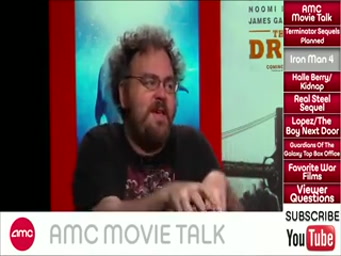 NOOMI
JAMES GA
DR
COMING
AMC
Movie Talk
Terminator Sequels
Planned
Iron Man 4
Halle Berry/
Kidnap
Real Steel
Sequel
Lopez/The
Boy Next Door
Guardians Of The
Galaxy Top Box Office
Favorite War
Films
Viewer
Questions
SUBSCRIBE
YouTube
amc AMC MOVIE TALK